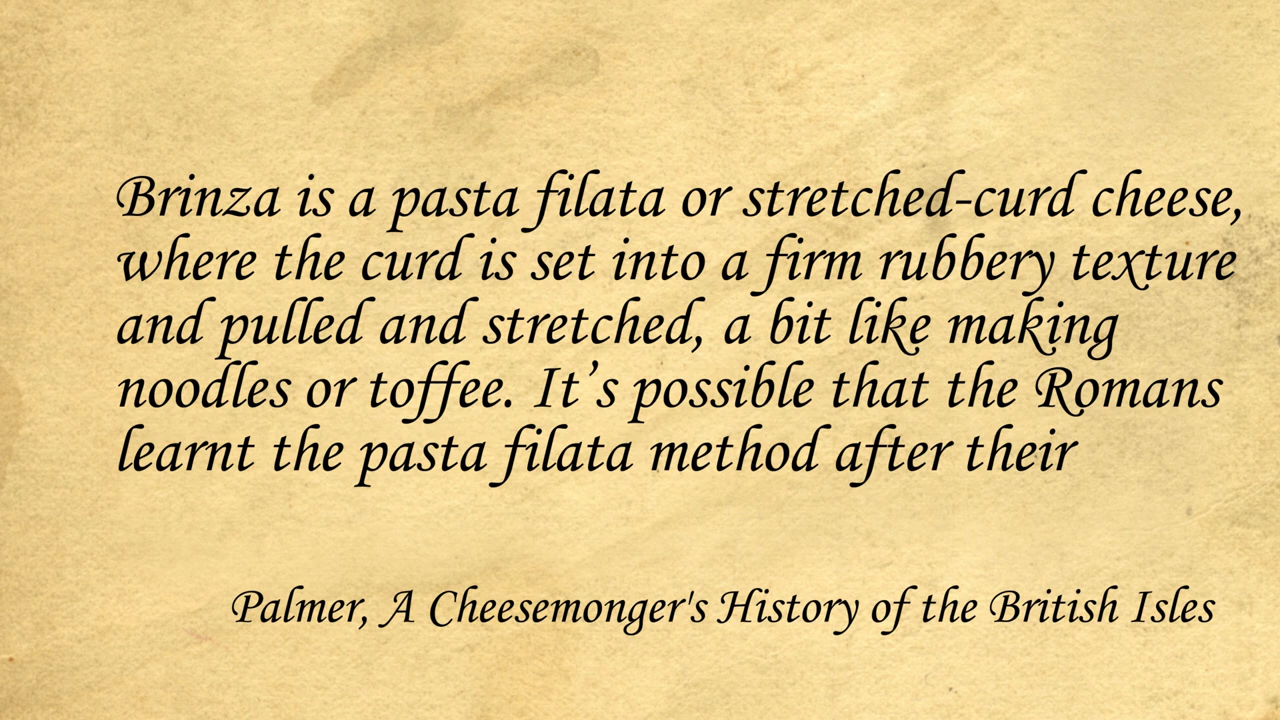 Brinza is a pasta filata or stretched-curd cheese,
where the curd is set into a firm rubbery texture
and pulled and stretched, a bit like making
noodles or toffee. It’s possible that the Romans
learnt the pasta filata method after their
Palmer, A Cheesemonger's History of the British Isles